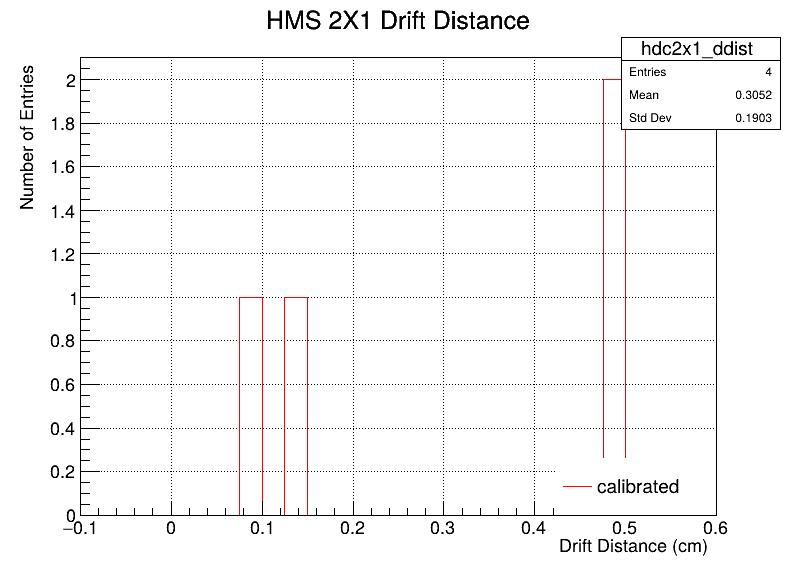 HMS 2X1 Drift Distance
hdc2x1_ddist
Entries 4
Mean 0.3052
Std Dev 0.1903
Number of Entries
2
1.8
1.6
1.4
1.2
1
0.8
0.6
0.4
0.2
0
calibrated
−0.1 0 0.1 0.2 0.3 0.4 0.5 0.6
Drift Distance (cm)